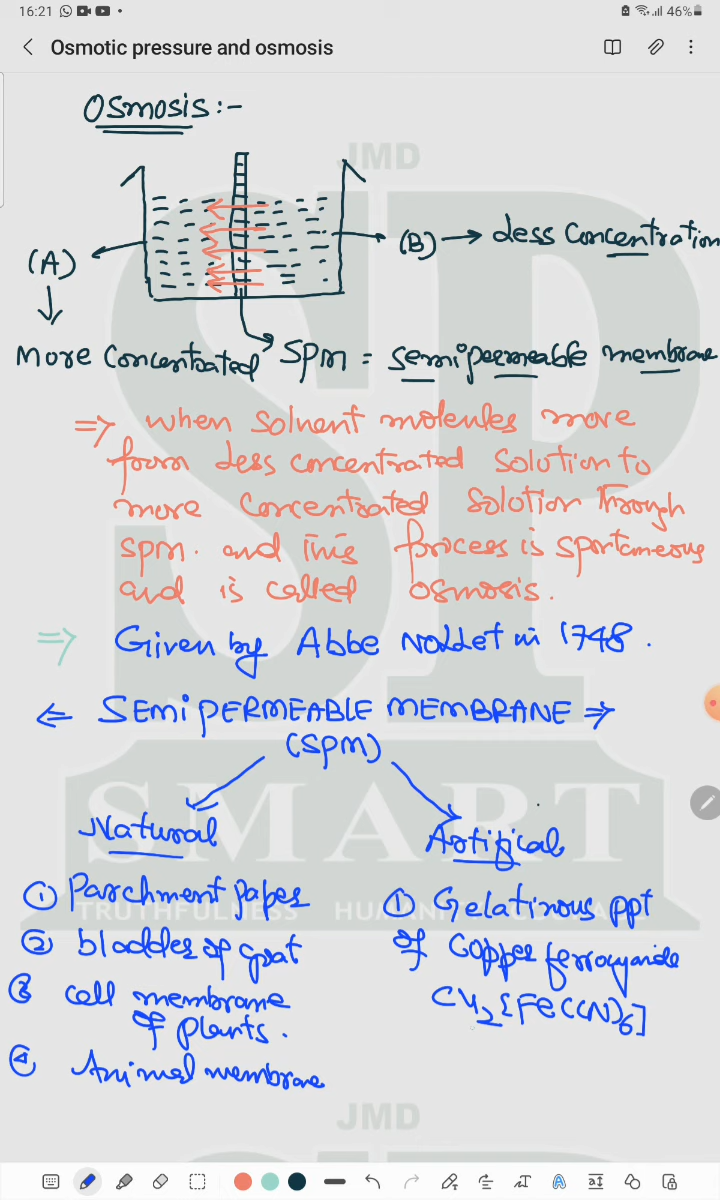 16:21
46%
Osmotic pressure and osmosis
JMD
Osmosis :-
(A)
(B) → Less Concentration
More Concentrated
SPM = Semipermeable membrane
⇒ when solvent molecules move
from Less concentrated solution to
more Concentrated Solution Through
SPM. and This process is spontaneous
and is called osmosis.
⇒ Given by Abbe Nollet in 1748.
⇐ SEMIPERMEABLE MEMBRANE ⇒
(SPM)
SMART
Natural
Artifical
① Parchment paper
② bladder of goat
③ cell membrane
of plants.
④ Animal membrane
① Gelatinous ppt
of Copper ferrocyanide
Cu2[Fe(CN)6]
TRUTHFULNESS HUMANI
JMD